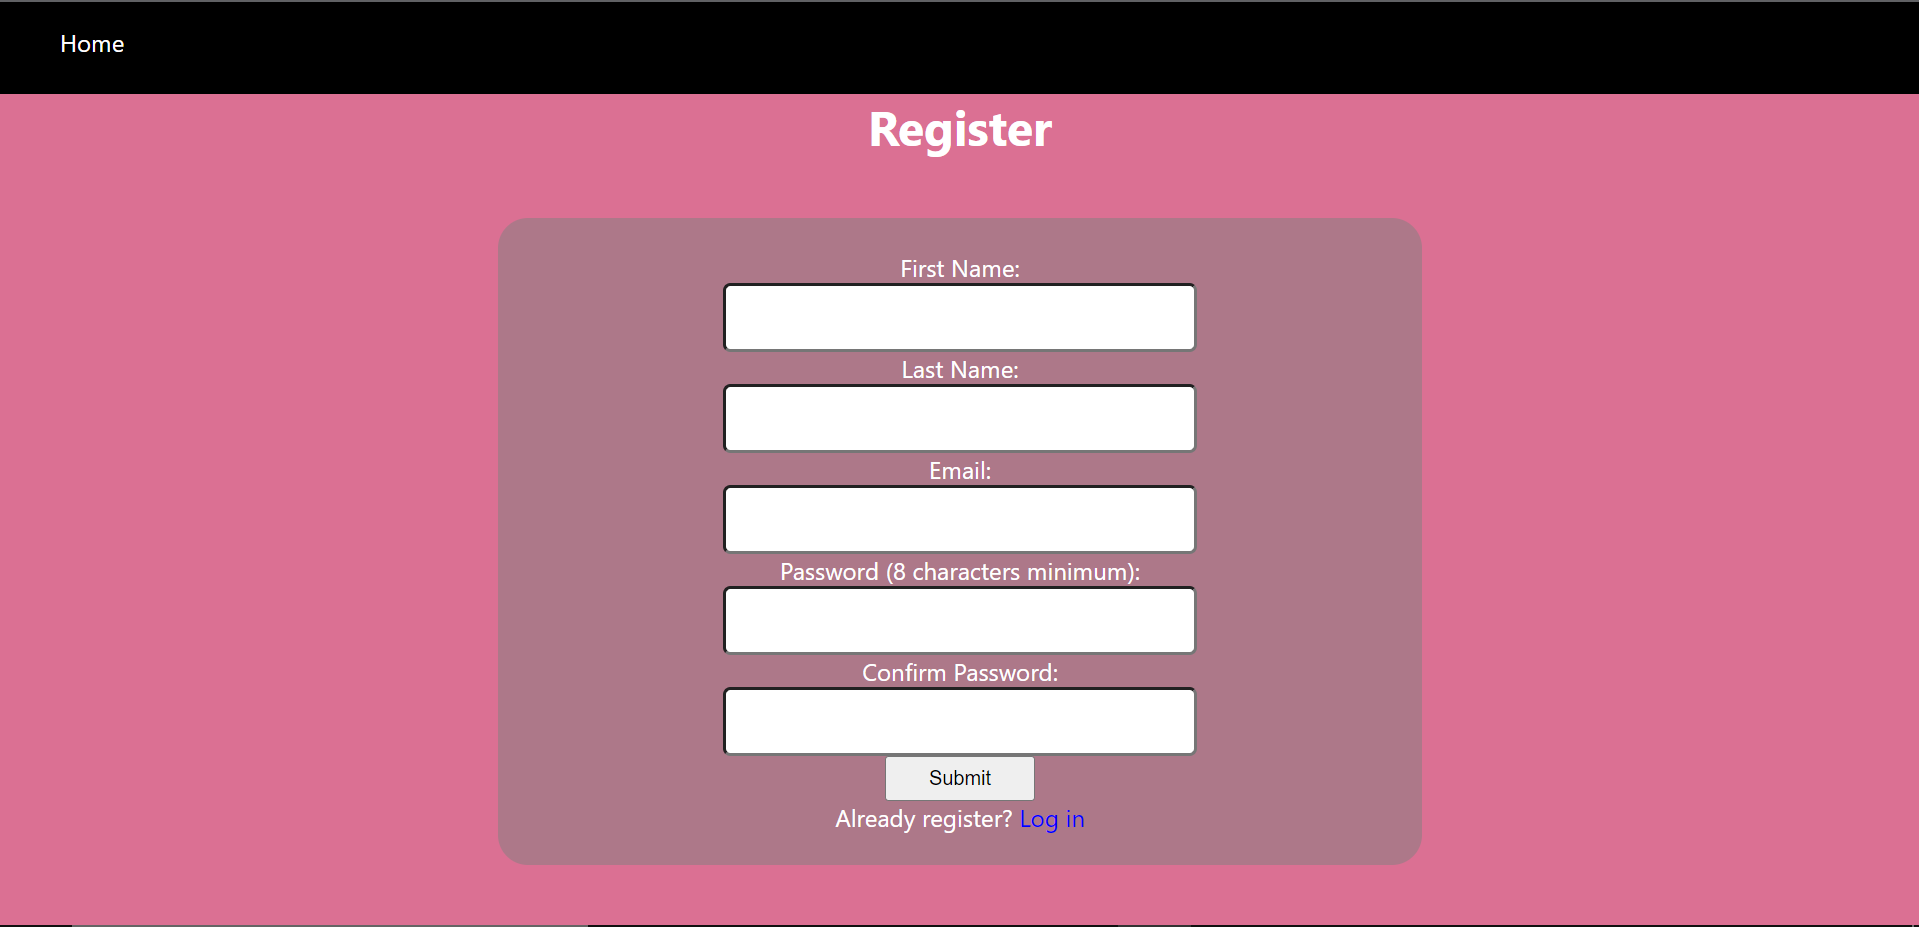 Home
Register
First Name:
Last Name:
Email:
Password (8 characters minimum):
Confirm Password:
Submit
Already register? Log in